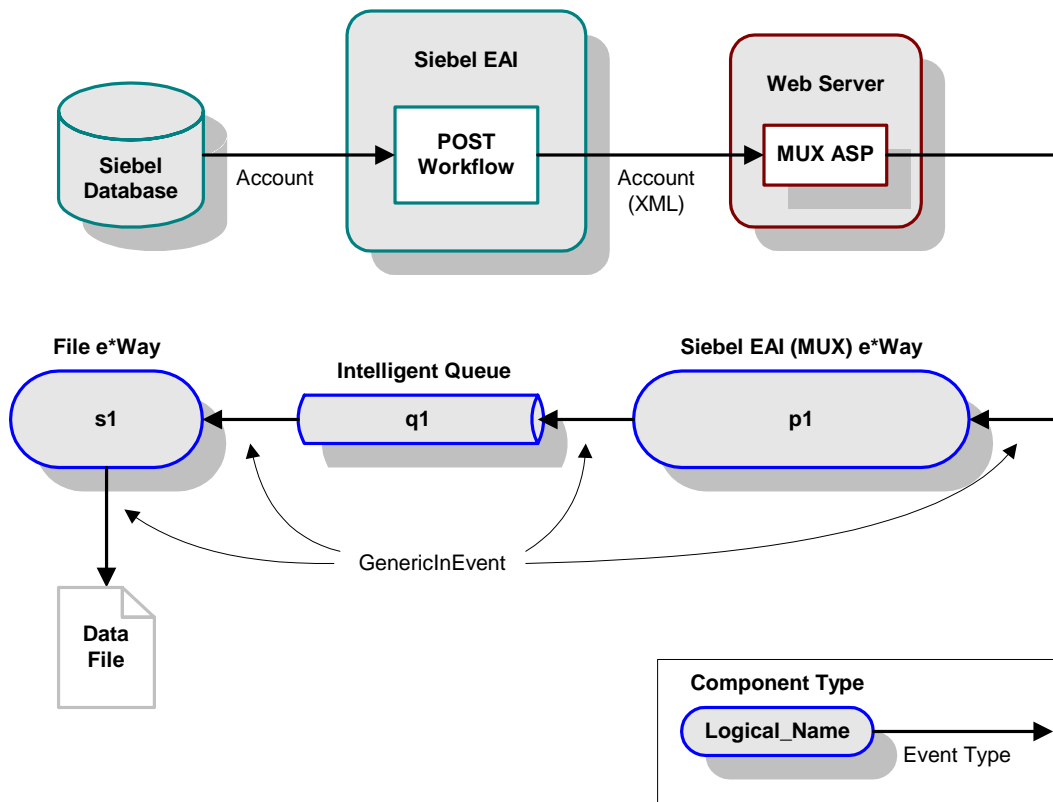 Siebel EAI
Web Server
Siebel
Database
Account
POST
Workflow
Account
(XML)
MUX ASP
File e*Way
Intelligent Queue
Siebel EAI (MUX) e*Way
s1
q1
p1
GenericInEvent
Data
File
Component Type
Logical_Name
Event Type